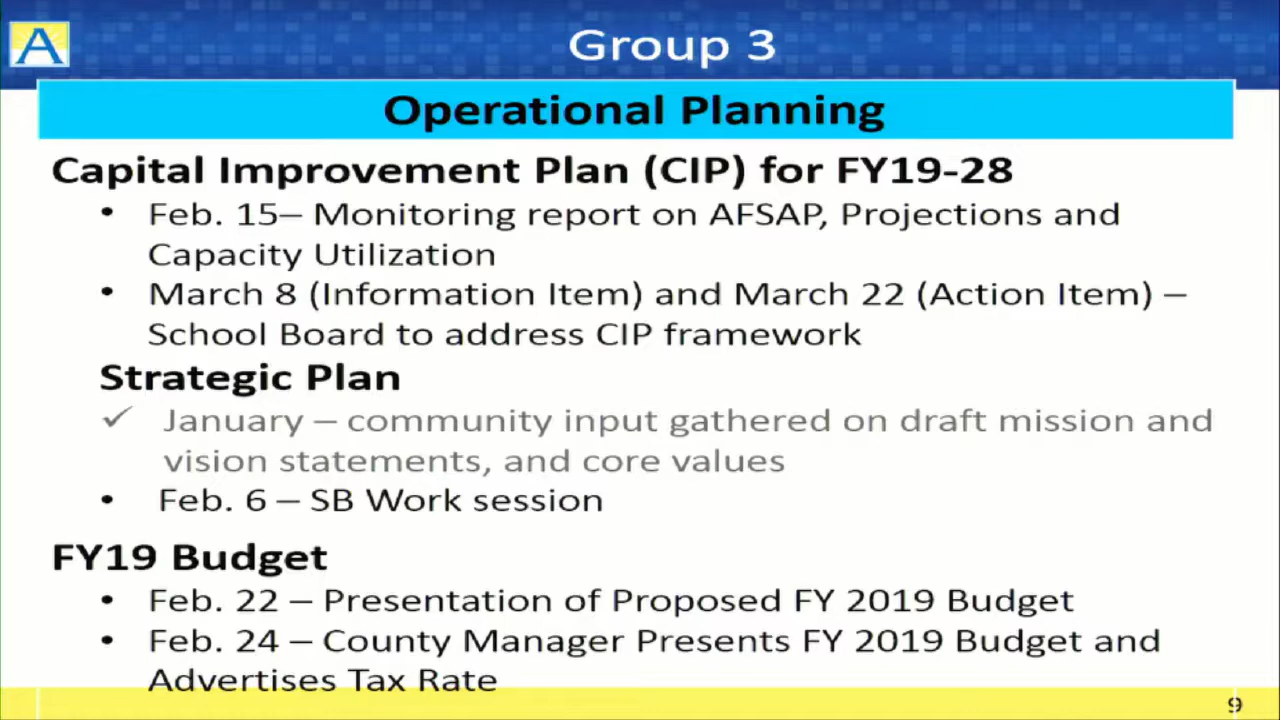 A
Group 3
Operational Planning
Capital Improvement Plan (CIP) for FY19-28
• Feb. 15– Monitoring report on AFSAP, Projections and
Capacity Utilization
• March 8 (Information Item) and March 22 (Action Item) –
School Board to address CIP framework
Strategic Plan
✓ January – community input gathered on draft mission and
vision statements, and core values
• Feb. 6 – SB Work session
FY19 Budget
• Feb. 22 – Presentation of Proposed FY 2019 Budget
• Feb. 24 – County Manager Presents FY 2019 Budget and
Advertises Tax Rate
9